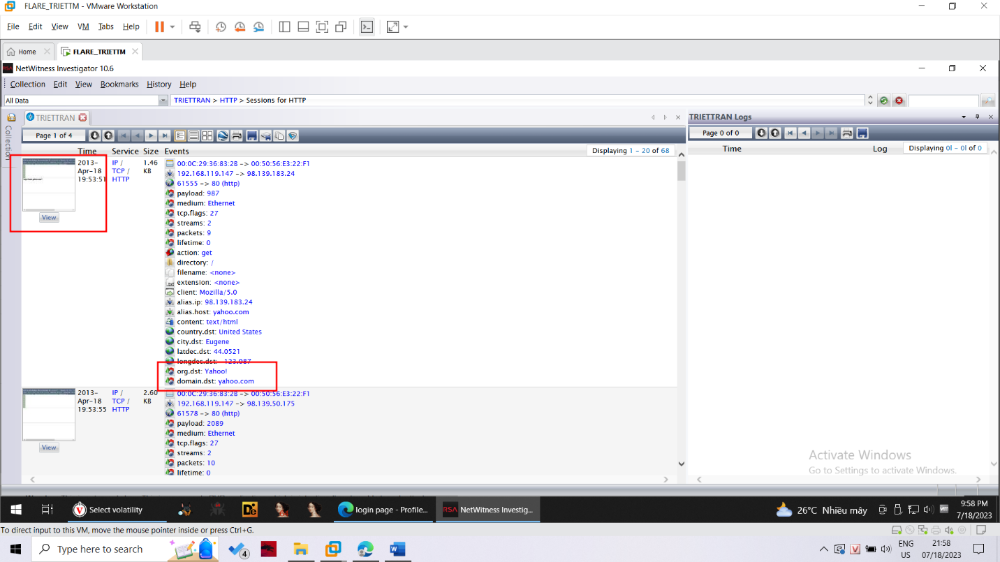 FLARE_TRIETTM - VMware Workstation
File Edit View VM Tabs Help
Home FLARE_TRIETTM
RSA NetWitness Investigator 10.6
Collection Edit View Bookmarks History Help
All Data TRIETTRAN > HTTP > Sessions for HTTP
Collection
TRIETTRAN
Page 1 of 4
Time Service Size Events Displaying 1 - 20 of 68
2013-Apr-18 19:53:51 IP / TCP / HTTP 1.46 KB
View
00:0C:29:36:83:2B -> 00:50:56:E3:22:F1
192.168.119.147 -> 98.139.183.24
61555 -> 80 (http)
payload: 987
medium: Ethernet
tcp.flags: 27
streams: 2
packets: 9
lifetime: 0
action: get
directory: /
filename: <none>
extension: <none>
client: Mozilla/5.0
alias.ip: 98.139.183.24
alias.host: yahoo.com
content: text/html
country.dst: United States
city.dst: Eugene
latdec.dst: 44.0521
longdec.dst: -123.087
org.dst: Yahoo!
domain.dst: yahoo.com
2013-Apr-18 19:53:55 IP / TCP / HTTP 2.60 KB
View
00:0C:29:36:83:2B -> 00:50:56:E3:22:F1
192.168.119.147 -> 98.139.50.175
61578 -> 80 (http)
payload: 2089
medium: Ethernet
tcp.flags: 27
streams: 2
packets: 10
lifetime: 0
TRIETTRAN Logs
Page 0 of 0
Time Log Displaying 0l - 0l of 0
Activate Windows
Go to Settings to activate Windows.
Select volatility
De
login page - Profile...
RSA NetWitness Investig...
26°C Nhiều mây
9:58 PM
7/18/2023
To direct input to this VM, move the mouse pointer inside or press Ctrl+G.
Type here to search
4
ENG
US
21:58
07/18/2023